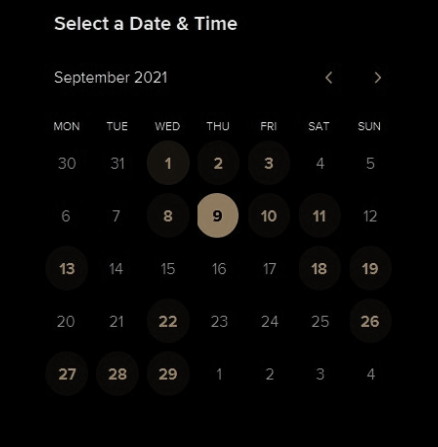 Select a Date & Time
September 2021
MON TUE WED THU FRI SAT SUN
30 31 1 2 3 4 5
6 7 8 9 10 11 12
13 14 15 16 17 18 19
20 21 22 23 24 25 26
27 28 29 1 2 3 4